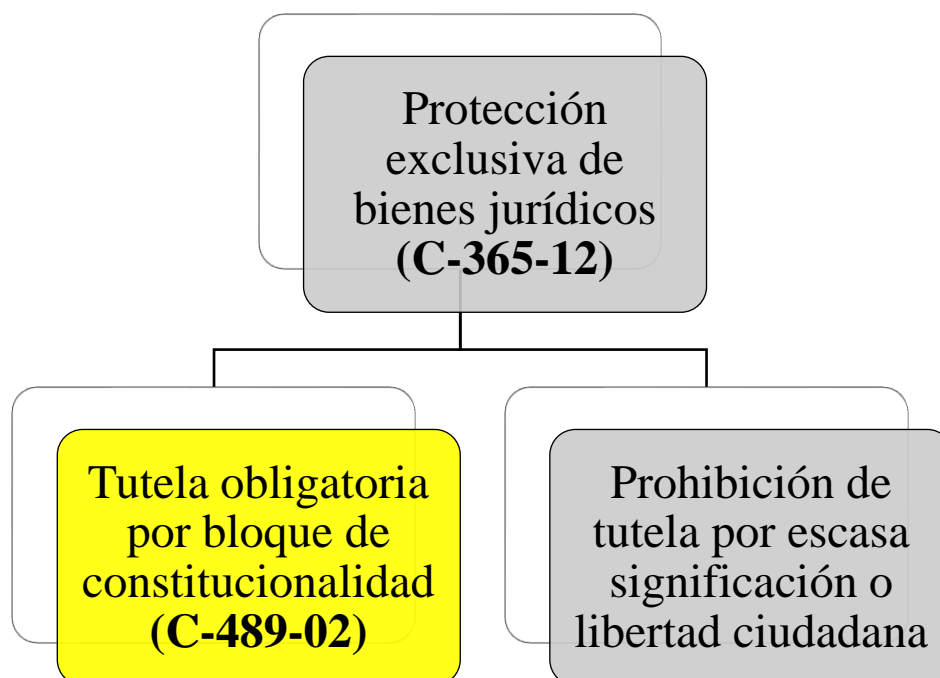 Protección
exclusiva de
bienes jurídicos
(C-365-12)
Tutela obligatoria
por bloque de
constitucionalidad
(C-489-02)
Prohibición de
tutela por escasa
significación o
libertad ciudadana